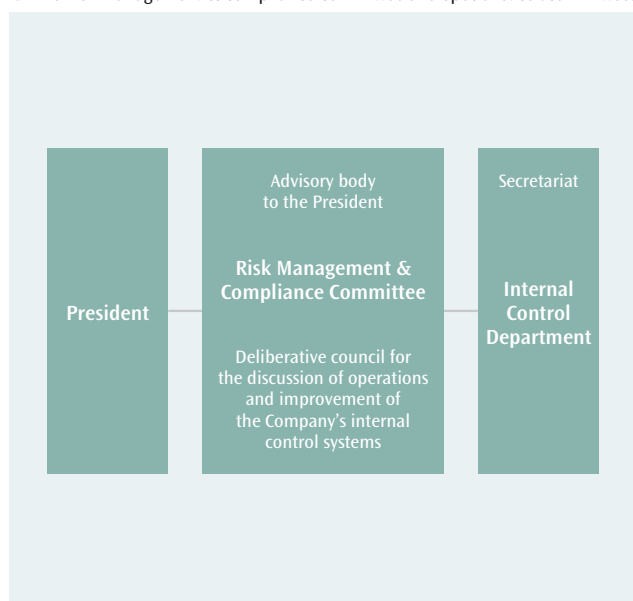 President
Advisory body
to the President
Risk Management &
Compliance Committee
Deliberative council for
the discussion of operations
and improvement of
the Company's internal
control systems
Secretariat
Internal
Control
Department